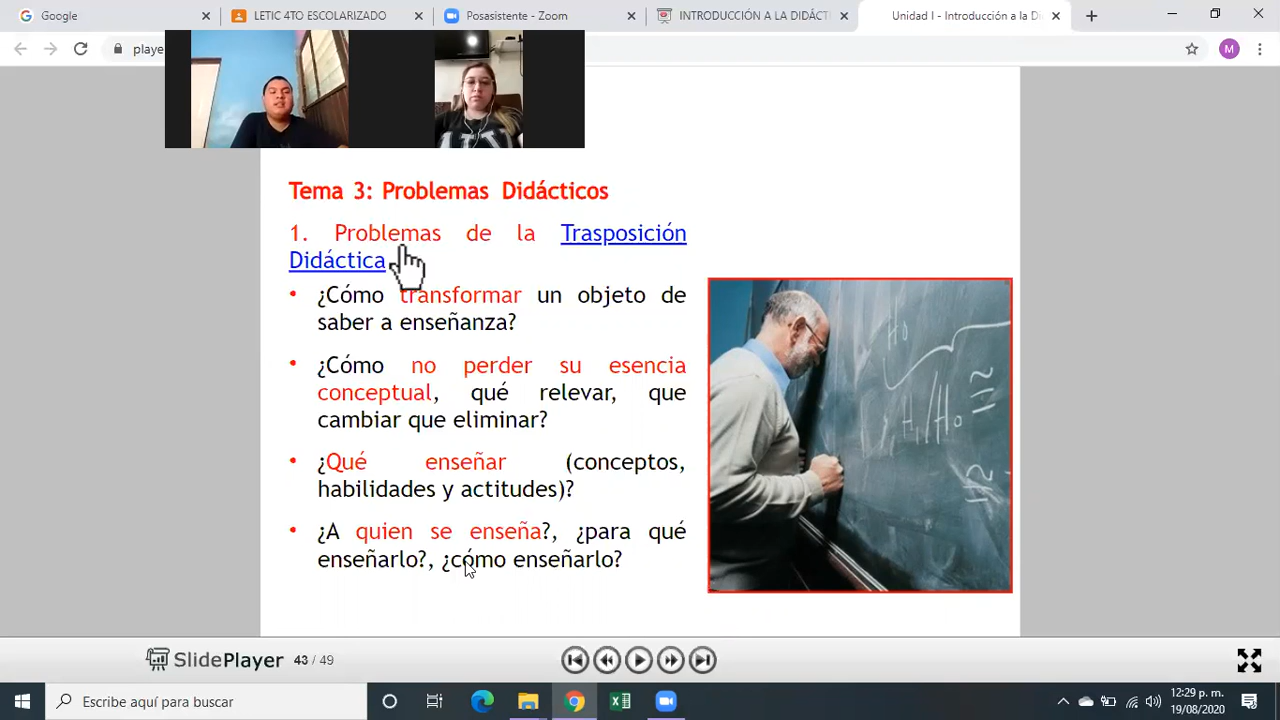 Google
LETIC 4TO ESCOLARIZADO
Posasistente - Zoom
INTRODUCCIÓN A LA DIDÁCT
Unidad I - Introducción a la Di
playe
M
Tema 3: Problemas Didácticos
1. Problemas de la Trasposición
Didáctica
• ¿Cómo transformar un objeto de
saber a enseñanza?
• ¿Cómo no perder su esencia
conceptual, qué relevar, que
cambiar que eliminar?
• ¿Qué enseñar (conceptos,
habilidades y actitudes)?
• ¿A quien se enseña?, ¿para qué
enseñarlo?, ¿cómo enseñarlo?
SlidePlayer 43 / 49
Escribe aquí para buscar
12:29 p. m.
19/08/2020